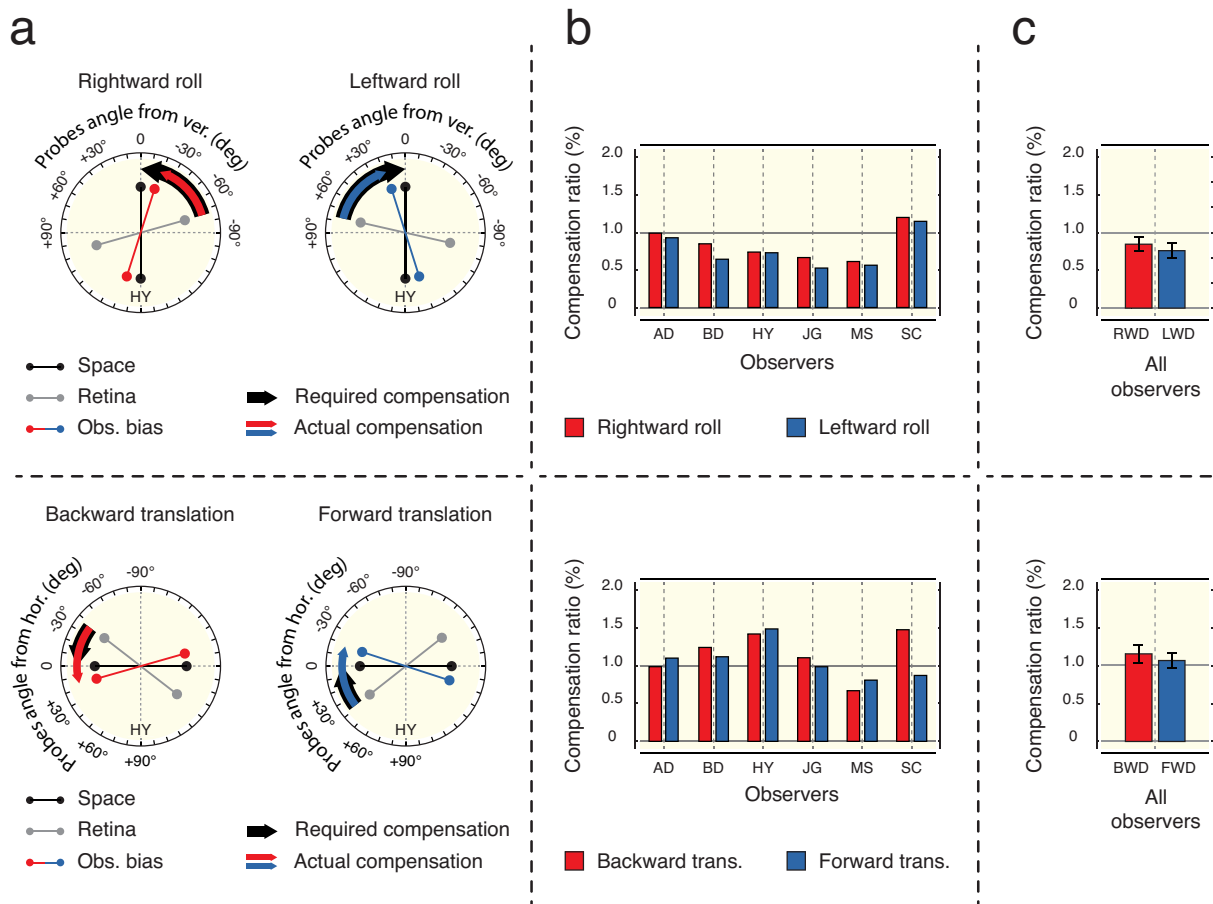 a
b
c
Rightward roll
Leftward roll
Probes angle from ver. (deg)
+90°
+60°
+30°
0
-30°
-60°
-90°
HY
Probes angle from ver. (deg)
+90°
+60°
+30°
0
-30°
-60°
-90°
HY
Space
Retina
Obs. bias
Required compensation
Actual compensation
Compensation ratio (%)
2.0
1.5
1.0
0.5
0
AD BD HY JG MS SC
Observers
Rightward roll
Leftward roll
Compensation ratio (%)
2.0
1.5
1.0
0.5
0
RWD LWD
All
observers
Backward translation
Forward translation
Probes angle from hor. (deg)
-90°
-60°
-30°
0
+30°
+60°
+90°
HY
Probes angle from hor. (deg)
-90°
-60°
-30°
0
+30°
+60°
+90°
HY
Space
Retina
Obs. bias
Required compensation
Actual compensation
Compensation ratio (%)
2.0
1.5
1.0
0.5
0
AD BD HY JG MS SC
Observers
Backward trans.
Forward trans.
Compensation ratio (%)
2.0
1.5
1.0
0.5
0
BWD FWD
All
observers